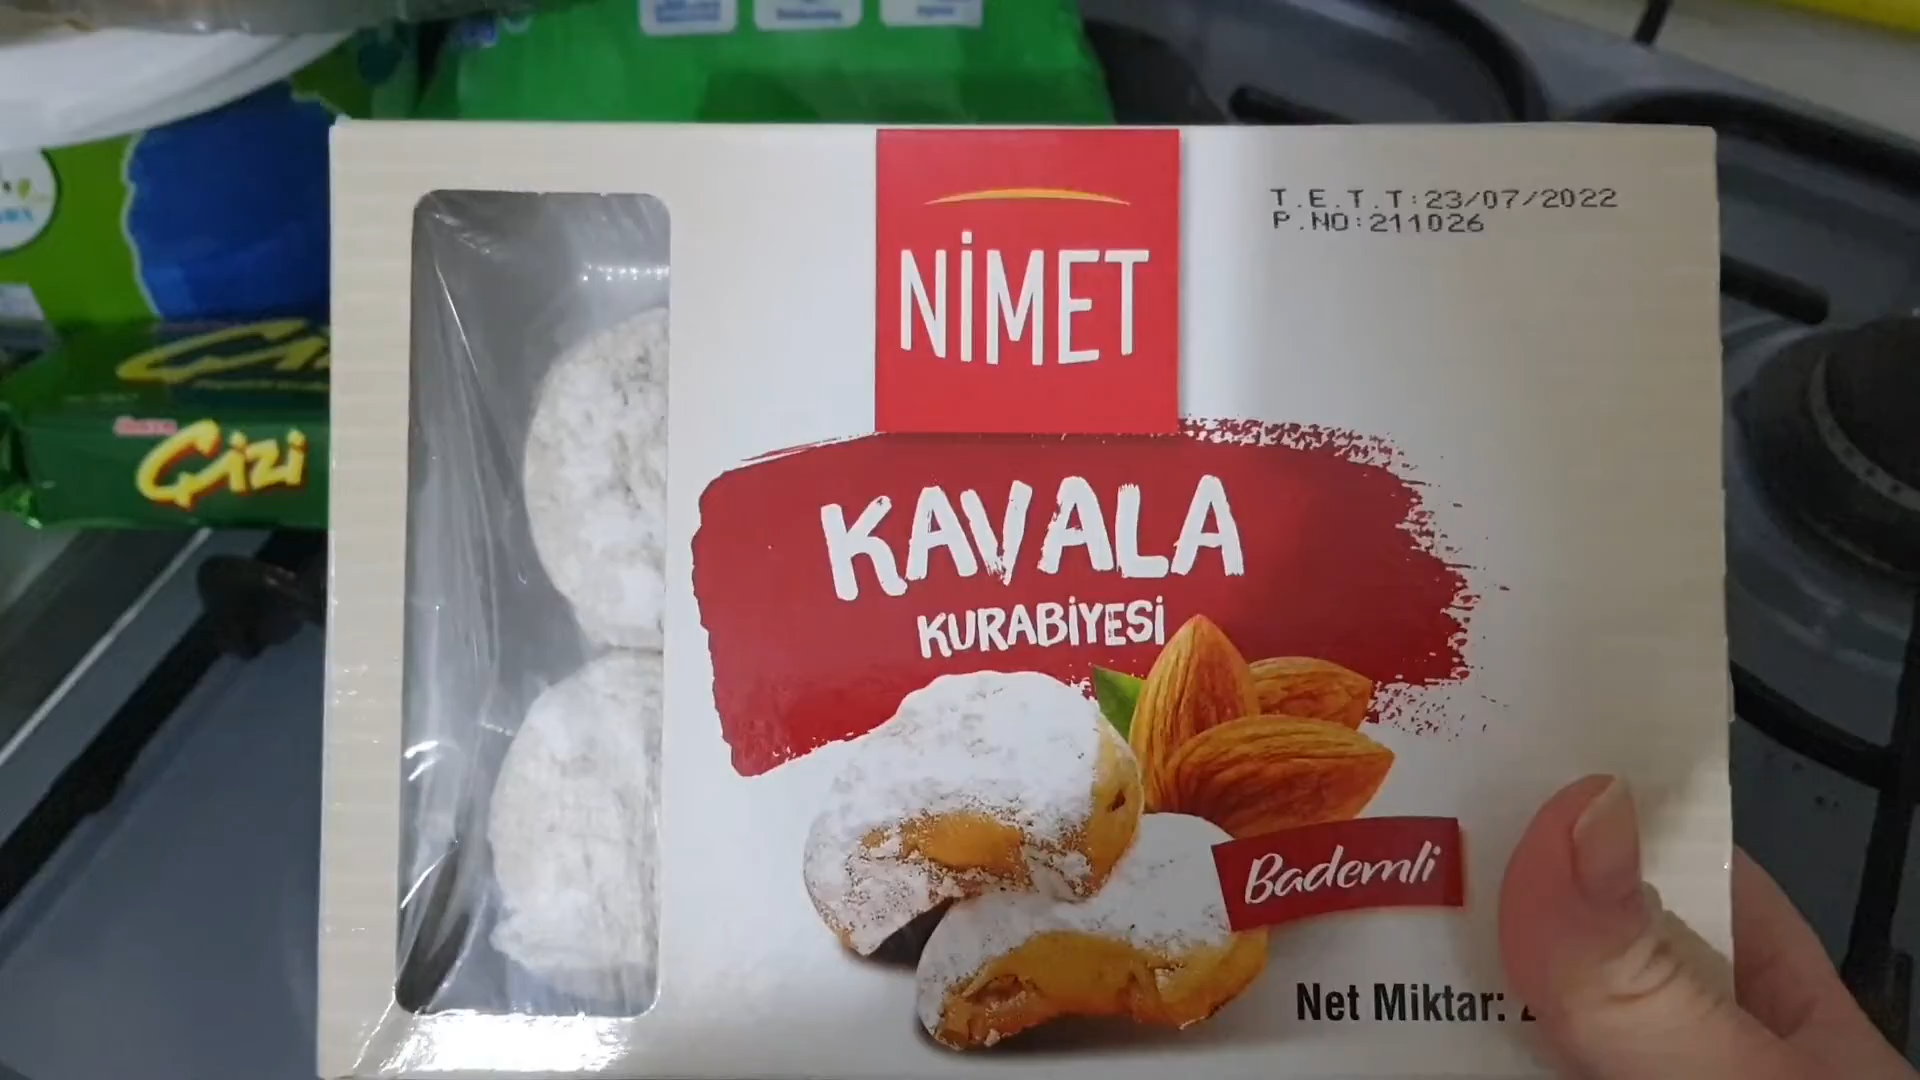 NİMET
T.E.T.T:23/07/2022
P.NO:211026
KAVALA
KURABİYESİ
Bademli
Net Miktar:
Çizi